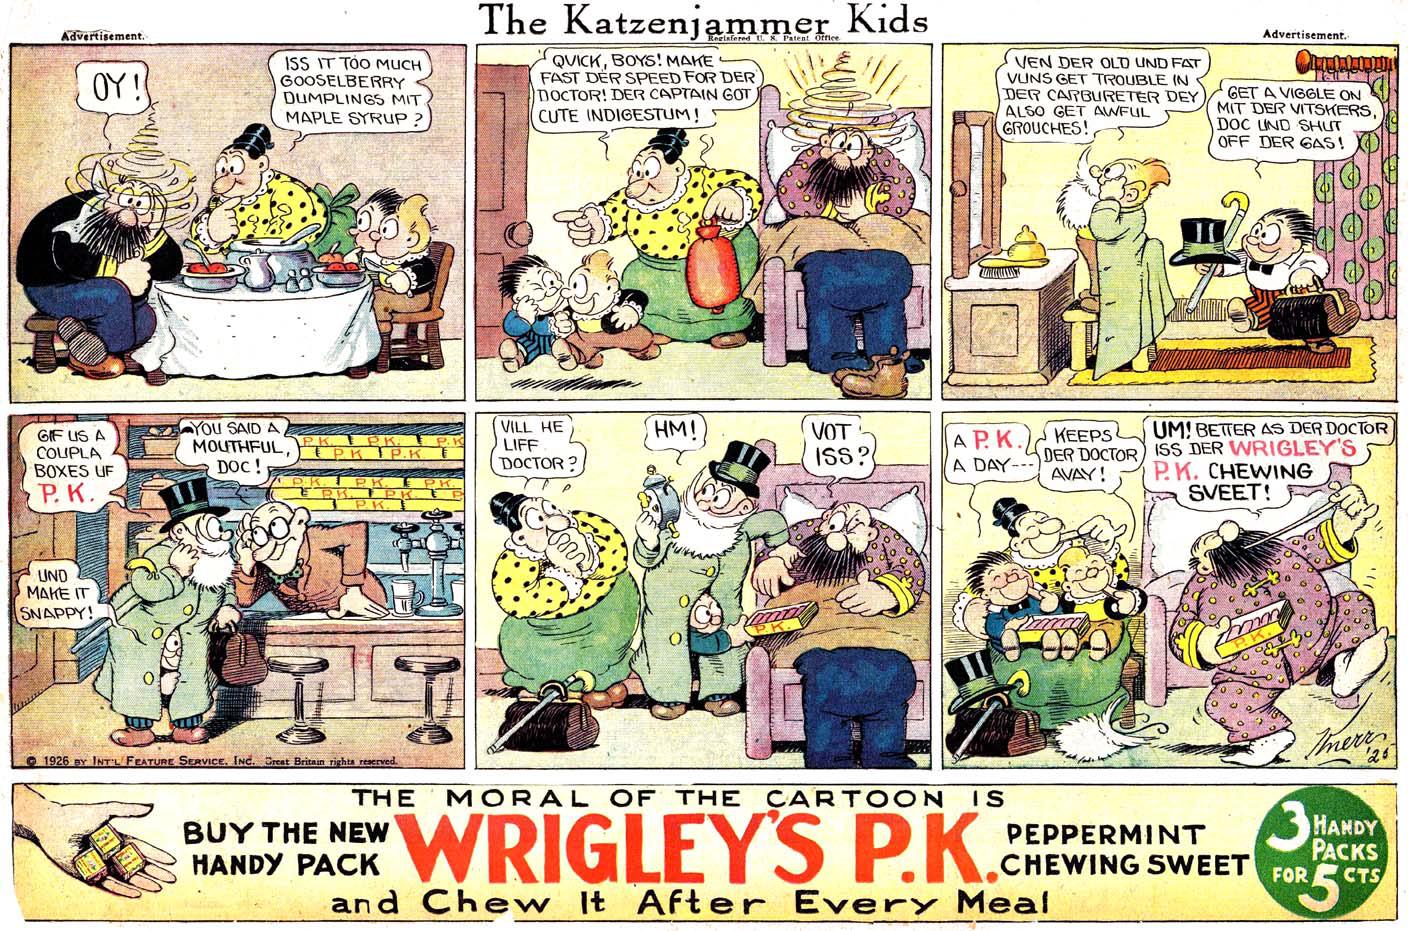 The Katzenjammer Kids
Registered U. S. Patent Office.
Advertisement.
Advertisement.
OY!
ISS IT TOO MUCH
GOOSELBERRY
DUMPLINGS MIT
MAPLE SYRUP?
QUICK, BOYS! MAKE
FAST DER SPEED FOR DER
DOCTOR! DER CAPTAIN GOT
CUTE INDIGESTUM!
VEN DER OLD UND FAT
VUNS GET TROUBLE IN
DER CARBURETER DEY
ALSO GET AWFUL
GROUCHES!
GET A VIGGLE ON
MIT DER VITSKERS,
DOC UND SHUT
OFF DER GAS!
GIF US A
COUPLA
BOXES UF
P.K.
UND
MAKE IT
SNAPPY!
YOU SAID A
MOUTHFUL,
DOC!
P.K. P.K. P.K.
P.K. P.K.
P.K. P.K. P.K.
P.K. P.K. P.K.
P.K.
© 1926 BY INT'L FEATURE SERVICE, INC. Great Britain rights reserved.
VILL HE
LIFF
DOCTOR?
HM!
VOT
ISS?
P.K.
A P.K.
A DAY---
KEEPS
DER DOCTOR
AVAY!
UM! BETTER AS DER DOCTOR
ISS DER WRIGLEY'S
P.K. CHEWING
SVEET!
P.K.
P.K.
Knerr
'26
THE MORAL OF THE CARTOON IS
BUY THE NEW
HANDY PACK
WRIGLEY'S P.K.
PEPPERMINT
CHEWING SWEET
and Chew It After Every Meal
3 HANDY
PACKS
FOR 5 CTS